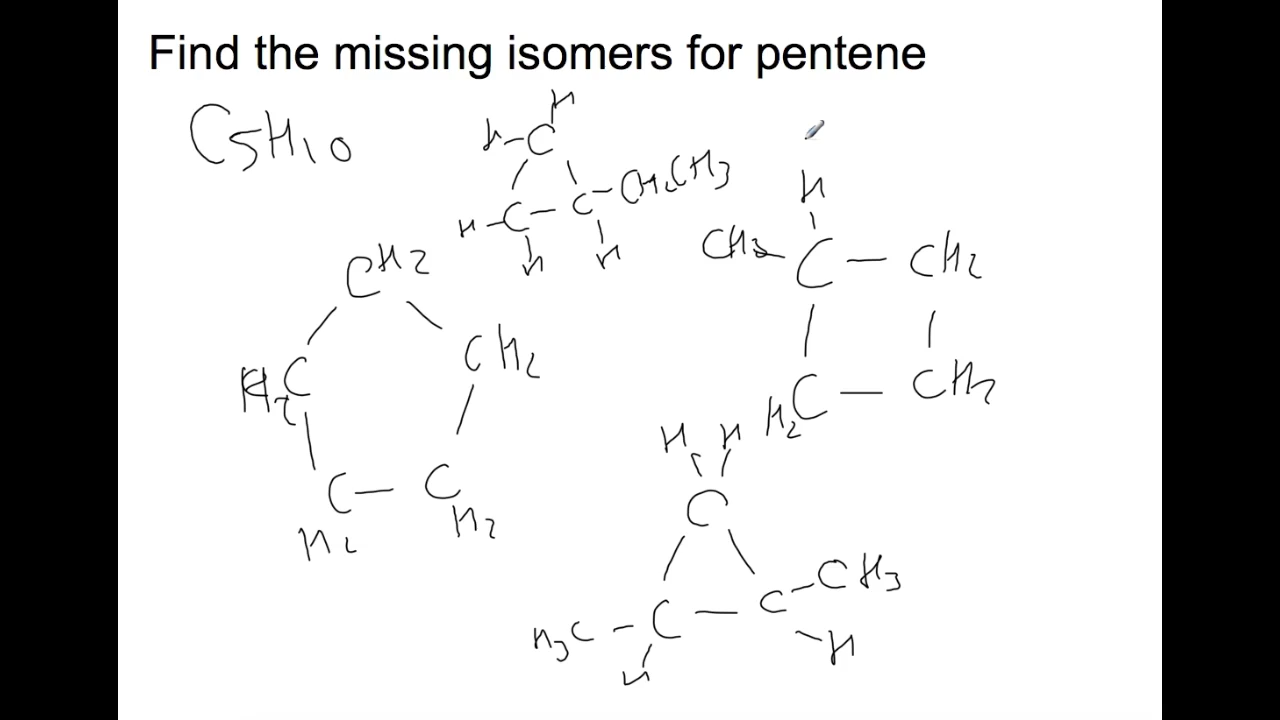 Find the missing isomers for pentene
C5H10
H
H-C
H-C-C-CH2CH3
H H
H
CH3-C-CH2
H2C-CH2
CH2
H2C CH2
C-C
H2 H2
H H
C
H3C-C-C-CH3
H H